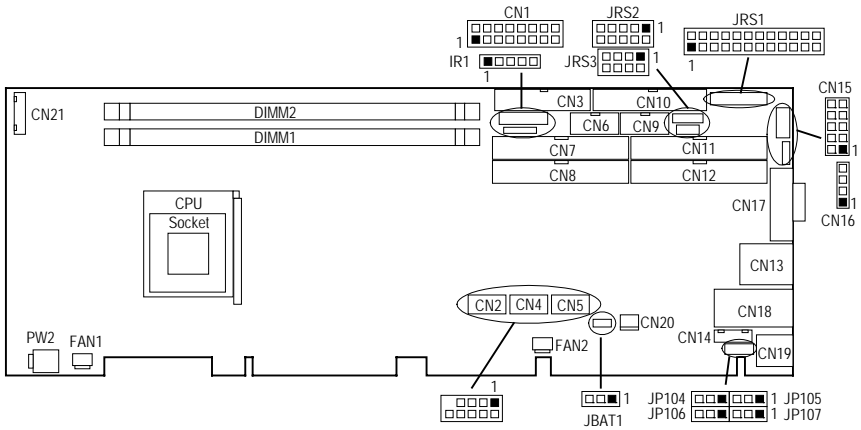 CN1 JRS2 JRS1
1 1
IR1 JRS3 1 1
1 CN15
CN21 DIMM2 CN3 CN10
CN6 CN9
DIMM1 CN7 CN11 1
CN8 CN12
CPU CN17 1
Socket CN16
CN13
CN2 CN4 CN5 CN18
CN20
PW2 FAN1 CN14
FAN2 CN19
1
1 JP104 1 JP105
JBAT1 JP106 1 JP107